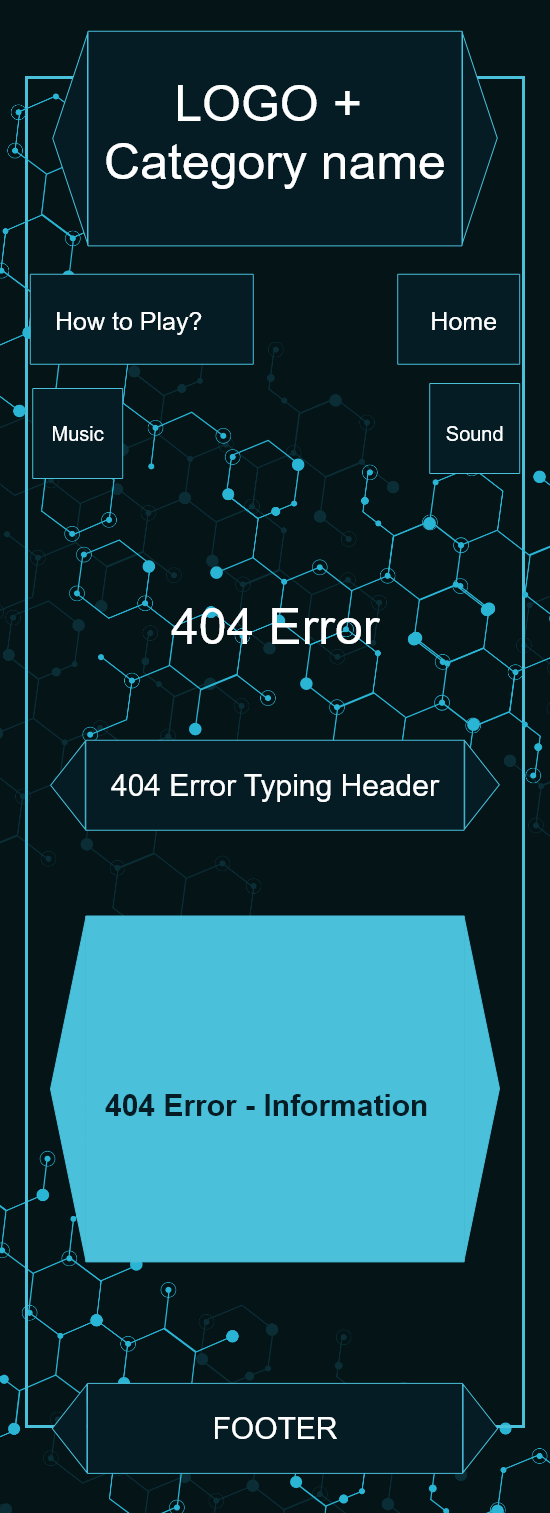 LOGO +
Category name
How to Play?
Home
Music
Sound
404 Error
404 Error Typing Header
404 Error - Information
FOOTER